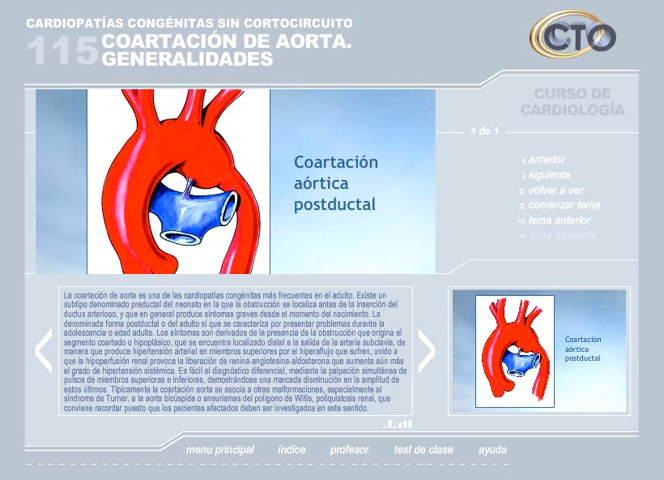 CARDIOPATÍAS CONGÉNITAS SIN CORTOCIRCUITO
115 COARTACIÓN DE AORTA.
GENERALIDADES
CTO
CURSO DE
CARDIOLOGÍA
1 de 1
‹ anterior
› siguiente
volver a ver
comenzar tema
« tema anterior
» tema siguiente
Coartación
aórtica
postductal
La coartación de aorta es una de las cardiopatías congénitas más frecuentes en el adulto. Existe un
subtipo denominado preductal del neonato en la que la obstrucción se localiza antes de la inserción del
ductus arterioso, y que en general produce síntomas graves desde el momento del nacimiento. La
denominada forma postductal o del adulto sí que se caracteriza por presentar problemas durante la
adolescencia o edad adulta. Los síntomas son derivados de la presencia de la obstrucción que origina el
segmento coartado o hipoplásico, que se encuentra localizado distal a la salida de la arteria subclavia, de
manera que produce hipertensión arterial en miembros superiores por el hiperaflujo que sufren, unido a
que la hipoperfusión renal provoca la liberación de renina-angiotesina-aldosterona que aumenta aún más
el grado de hipertensión sistémica. Es fácil el diagnóstico diferencial, mediante la palpación simultánea de
pulsos de miembros superiores e inferiores, demostrándose una marcada disminución en la amplitud de
estos últimos. Típicamente la coartación aorta se asocia a otras malformaciones, especialmente al
síndrome de Turner, a la aorta bicúspide o aneurismas del polígono de Willis, poliquistosis renal, que
conviene recordar puesto que los pacientes afectados deben ser investigados en este sentido.
Coartación
aórtica
postductal
menu principal índice profesor test de clase ayuda